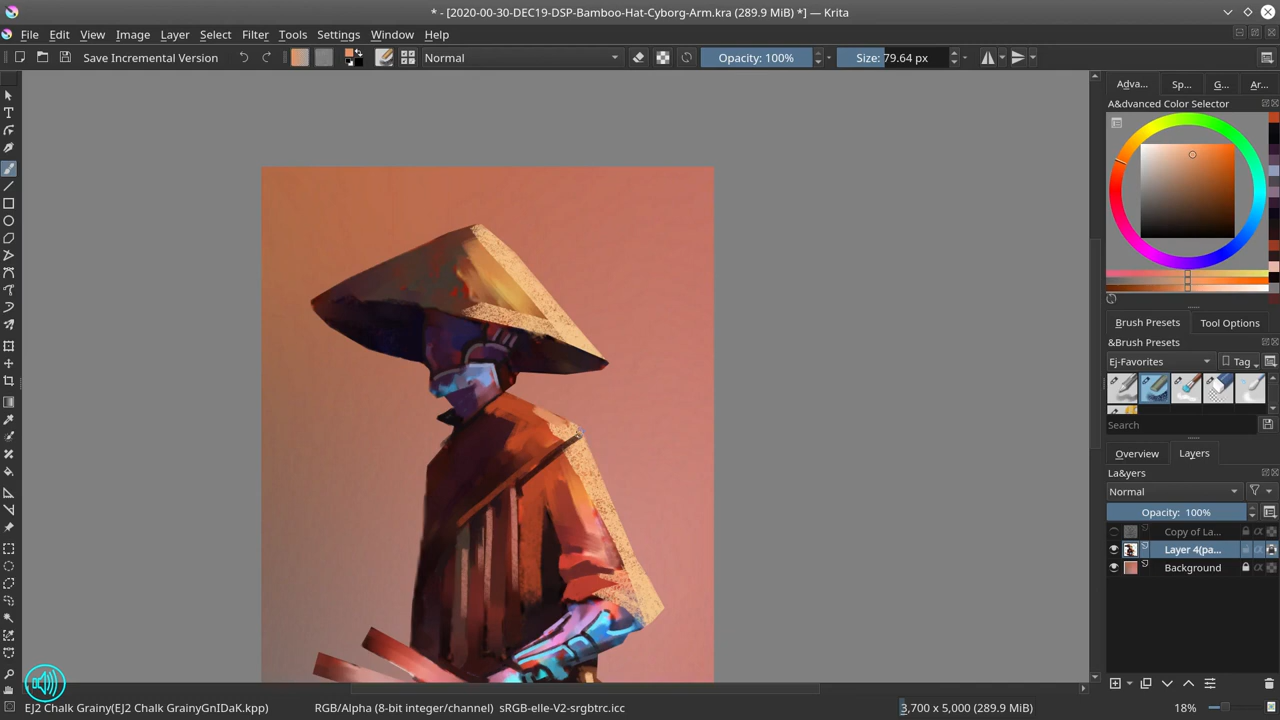 * - [2020-00-30-DEC19-DSP-Bamboo-Hat-Cyborg-Arm.kra (289.9 MiB) *] — Krita
File Edit View Image Layer Select Filter Tools Settings Window Help
Save Incremental Version Normal Opacity: 100% Size: 79.64 px
Adva... Sp... G... Ar...
A&dvanced Color Selector
Brush Presets Tool Options
&Brush Presets
Ej-Favorites Tag
Search
Overview Layers
La&yers
Normal
Opacity: 100%
Copy of La...
Layer 4(pa...
Background
EJ2 Chalk Grainy(EJ2 Chalk GrainyGnIDaK.kpp) RGB/Alpha (8-bit integer/channel) sRGB-elle-V2-srgbtrc.icc 3,700 x 5,000 (289.9 MiB) 18%